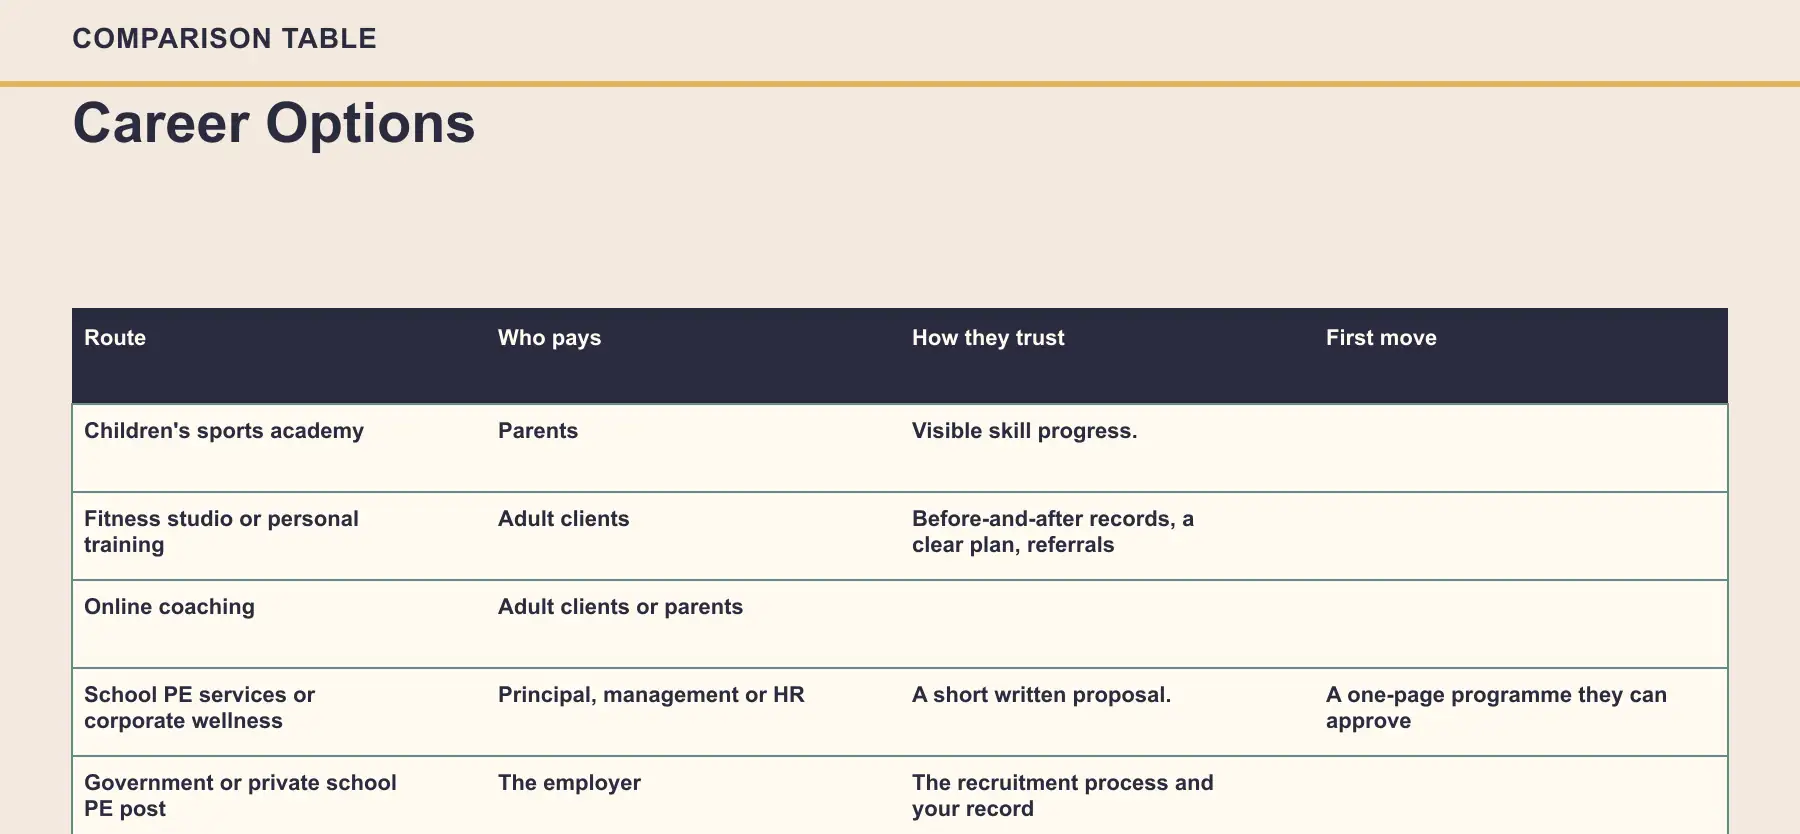 COMPARISON TABLE
Career Options
Route Who pays How they trust First move
Children's sports academy Parents Visible skill progress.
Fitness studio or personal Adult clients Before-and-after records, a
training clear plan, referrals
Online coaching Adult clients or parents
School PE services or Principal, management or HR A short written proposal. A one-page programme they can
corporate wellness approve
Government or private school The employer The recruitment process and
PE post your record